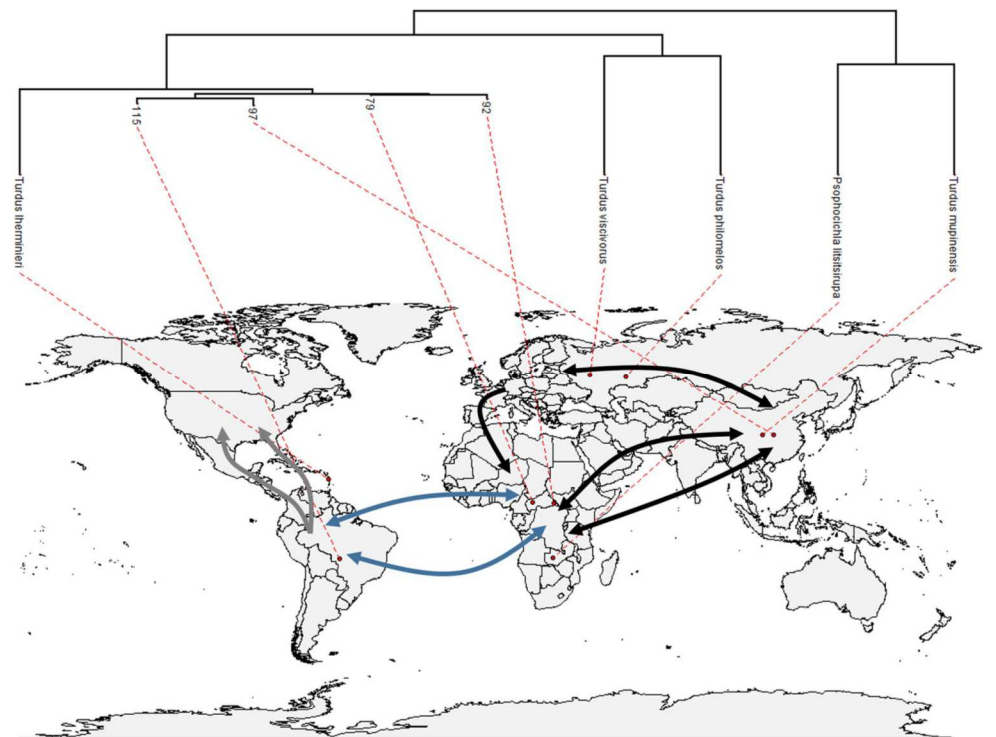 Turdus lherminieri
115
97
79
92
Turdus viscivorus
Turdus philomelos
Psophocichla litsitsirupa
Turdus mupinensis